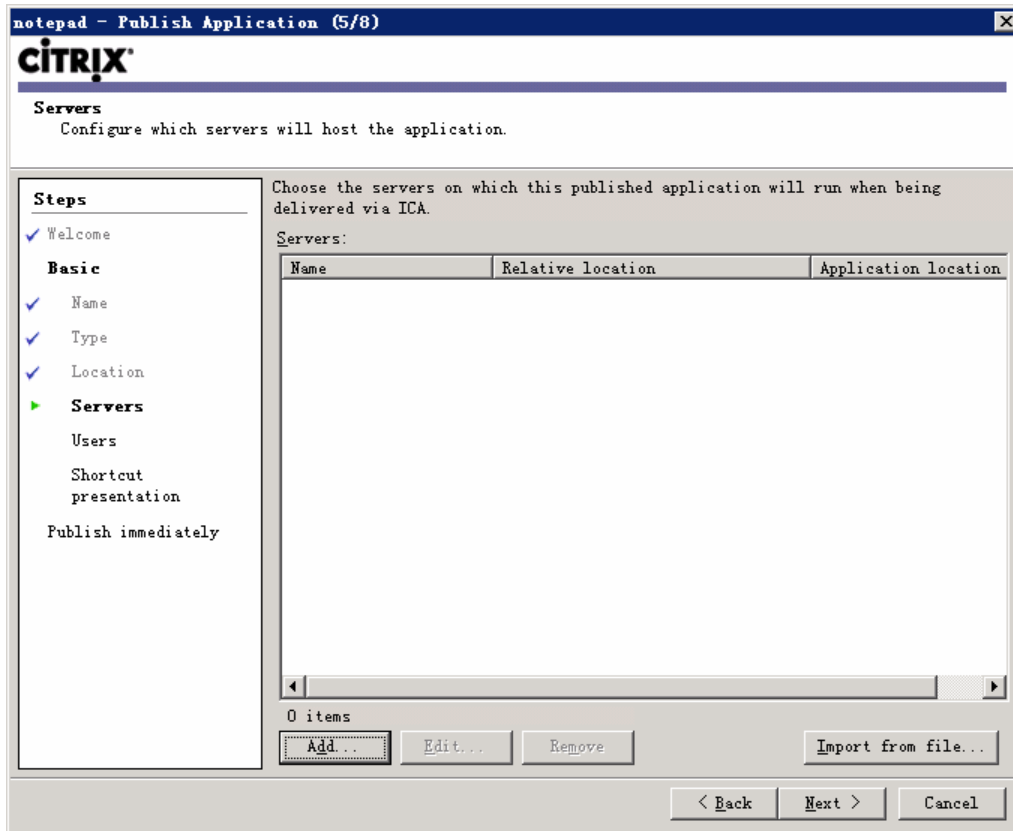 notepad - Publish Application (5/8)
CITRIX
Servers
Configure which servers will host the application.
Steps
Welcome
Basic
Name
Type
Location
Servers
Users
Shortcut
presentation
Publish immediately
Choose the servers on which this published application will run when being
delivered via ICA.
Servers:
Name Relative location Application location
0 items
Add... Edit... Remove Import from file...
< Back Next > Cancel